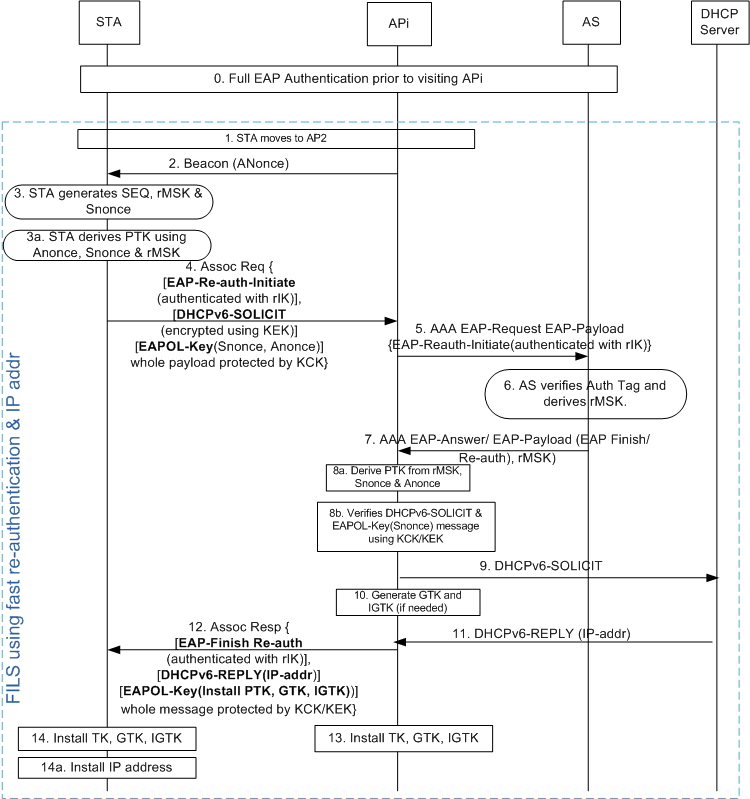 STA
APi
AS
DHCP
Server
0. Full EAP Authentication prior to visiting APi
1. STA moves to AP2
2. Beacon (ANonce)
3. STA generates SEQ, rMSK &
Snonce
3a. STA derives PTK using
Anonce, Snonce & rMSK
4. Assoc Req {
[EAP-Re-auth-Initiate
(authenticated with rIK)],
[DHCPv6-SOLICIT
(encrypted using KEK)]
[EAPOL-Key(Snonce, Anonce)]
whole payload protected by KCK}
5. AAA EAP-Request EAP-Payload
{EAP-Reauth-Initiate(authenticated with rIK)}
6. AS verifies Auth Tag and
derives rMSK.
7. AAA EAP-Answer/ EAP-Payload (EAP Finish/
Re-auth), rMSK)
8a. Derive PTK from rMSK,
Snonce & Anonce
8b. Verifies DHCPv6-SOLICIT &
EAPOL-Key(Snonce) message
using KCK/KEK
9. DHCPv6-SOLICIT
10. Generate GTK and
IGTK (if needed)
11. DHCPv6-REPLY (IP-addr)
12. Assoc Resp {
[EAP-Finish Re-auth
(authenticated with rIK)],
[DHCPv6-REPLY(IP-addr)]
[EAPOL-Key(Install PTK, GTK, IGTK))]
whole message protected by KCK/KEK}
14. Install TK, GTK, IGTK
13. Install TK, GTK, IGTK
14a. Install IP address
FILS using fast re-authentication & IP addr